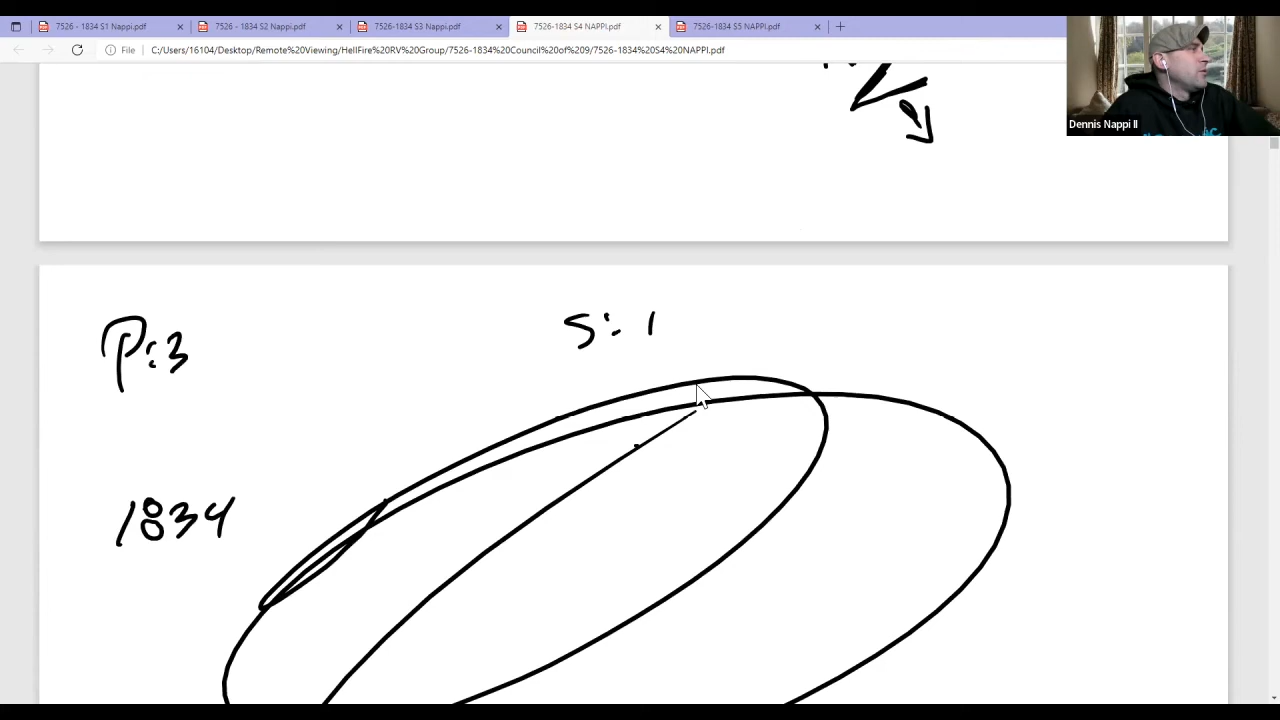 7526 - 1834 S1 Nappi.pdf
7526 - 1834 S2 Nappi.pdf
7526-1834 S3 Nappi.pdf
7526-1834 S4 NAPPI.pdf
7526-1834 S5 NAPPI.pdf
File
C:/Users/16104/Desktop/Remote%20Viewing/HellFire%20RV%20Group/7526-1834%20Council%20of%209/7526-1834%20S4%20NAPPI.pdf
Dennis Nappi II
P:3
S: 1
1834